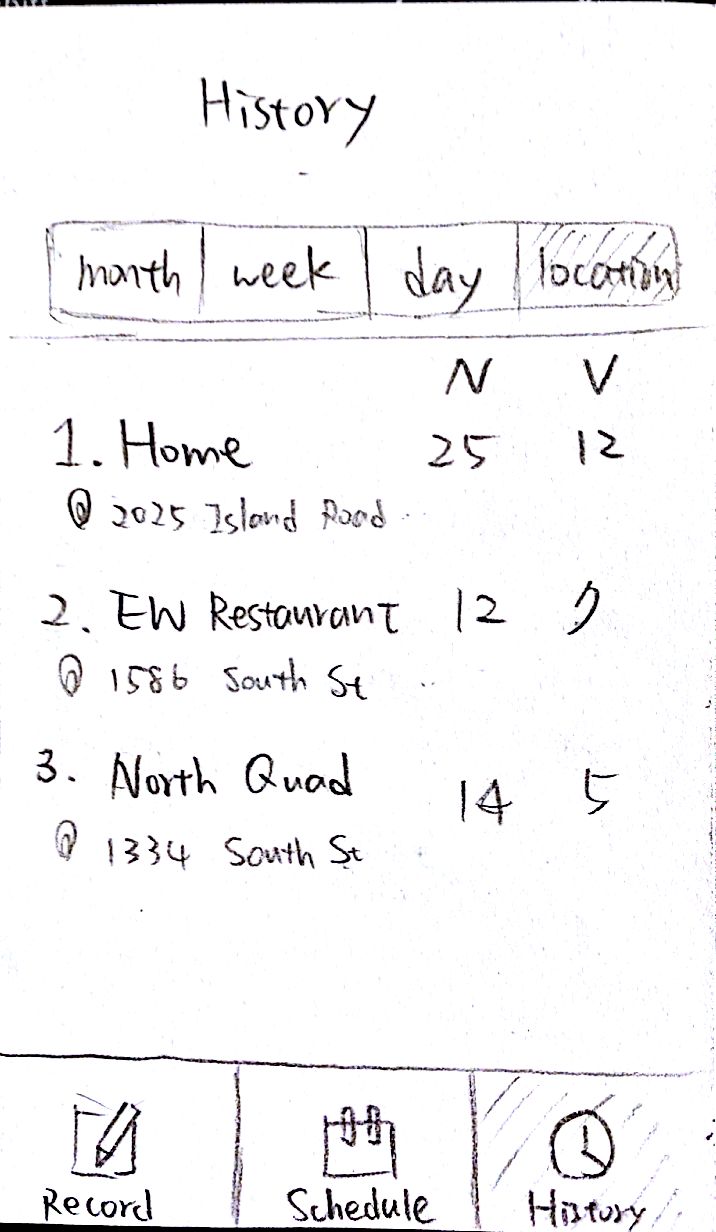 History
month week day location
N V
1. Home 25 12
2025 Island Road
2. EW Restaurant 12
1586 South St
3. North Quad 14 5
1334 South St
Record Schedule History